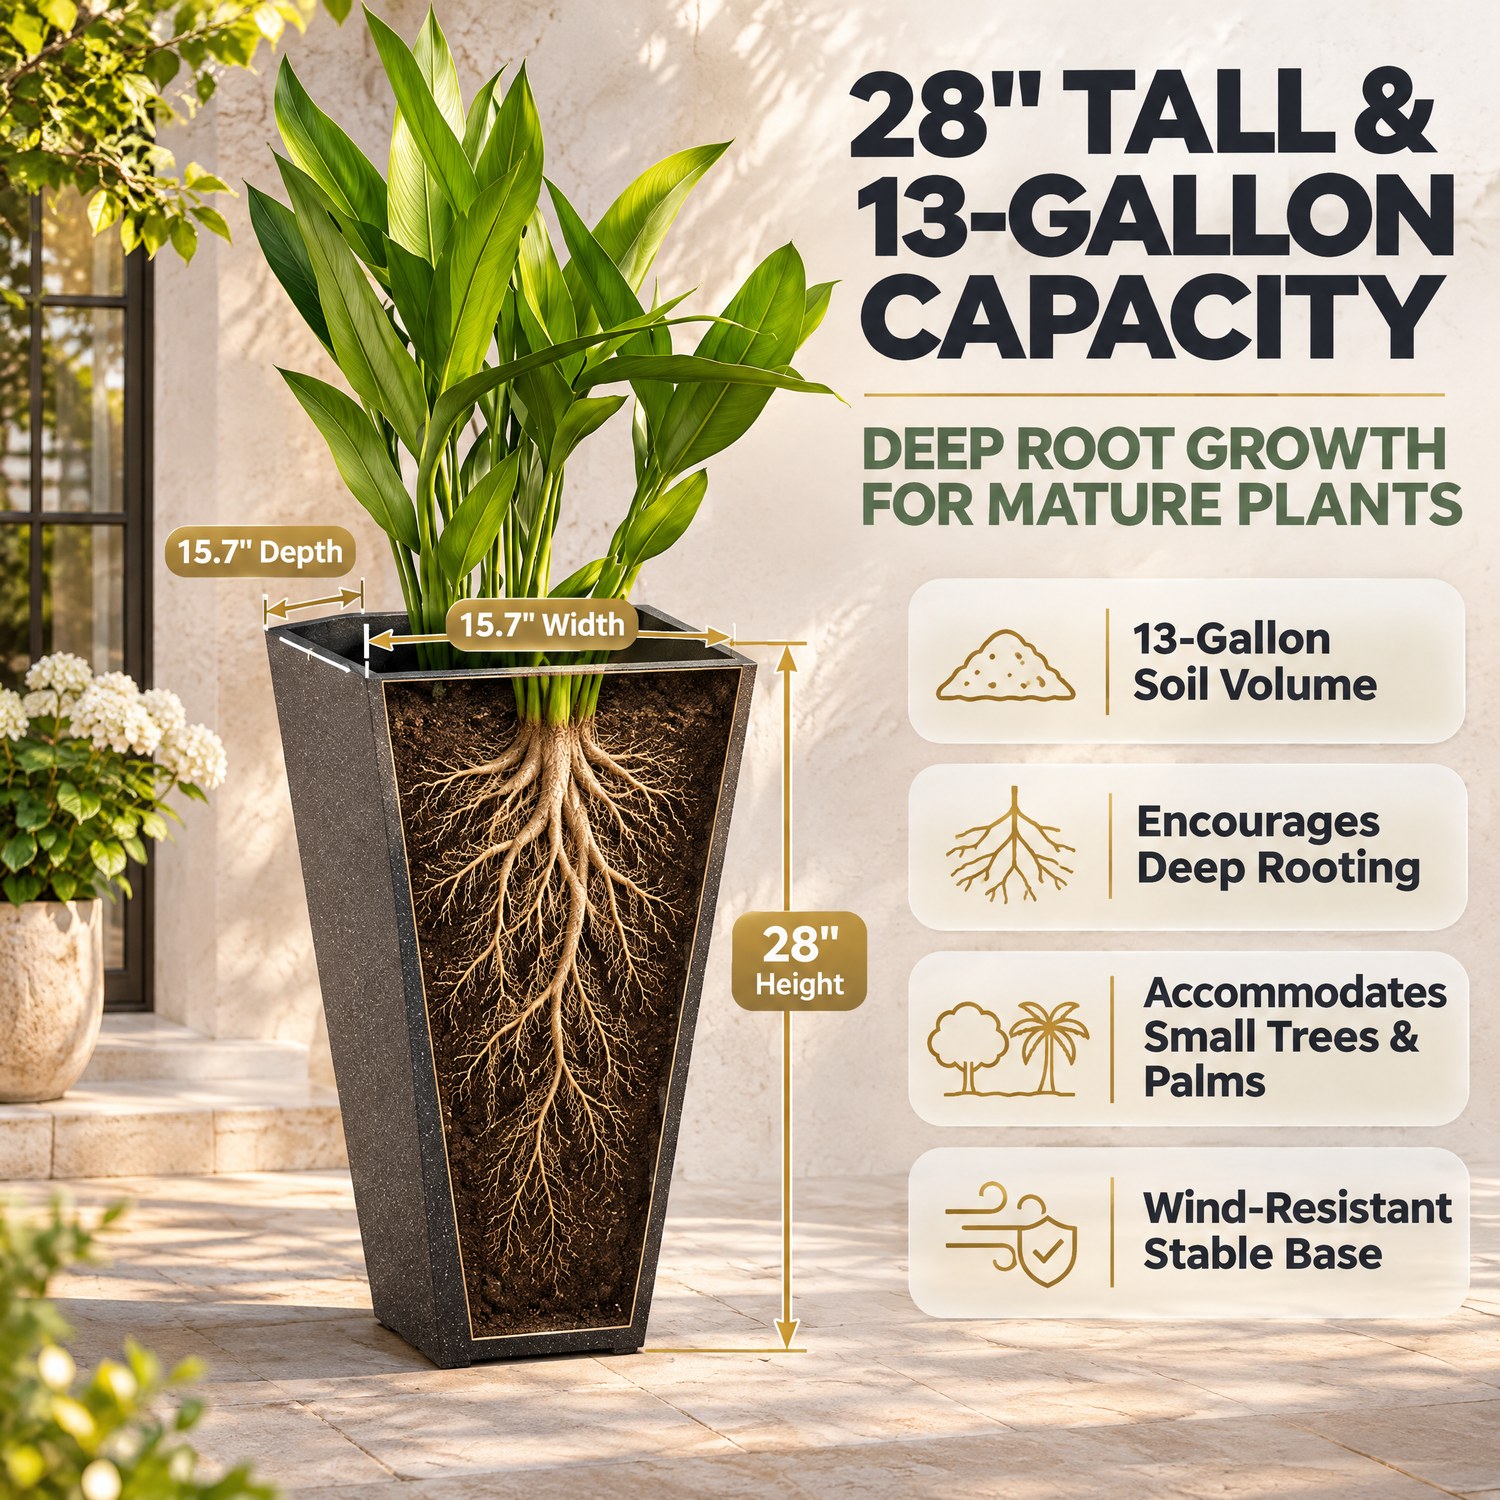 28" TALL &
13-GALLON
CAPACITY
DEEP ROOT GROWTH
FOR MATURE PLANTS
15.7" Depth
15.7" Width
28"
Height
13-Gallon
Soil Volume
Encourages
Deep Rooting
Accommodates
Small Trees &
Palms
Wind-Resistant
Stable Base